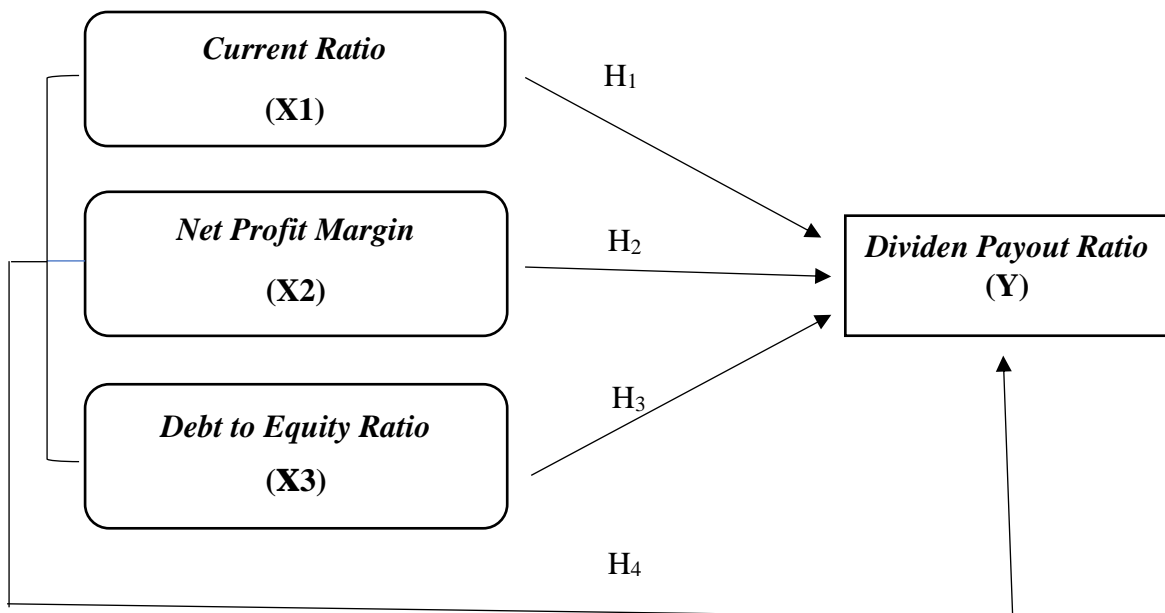 Current Ratio
(X1)
H1
Net Profit Margin
(X2)
H2
Dividen Payout Ratio
(Y)
Debt to Equity Ratio
(X3)
H3
H4